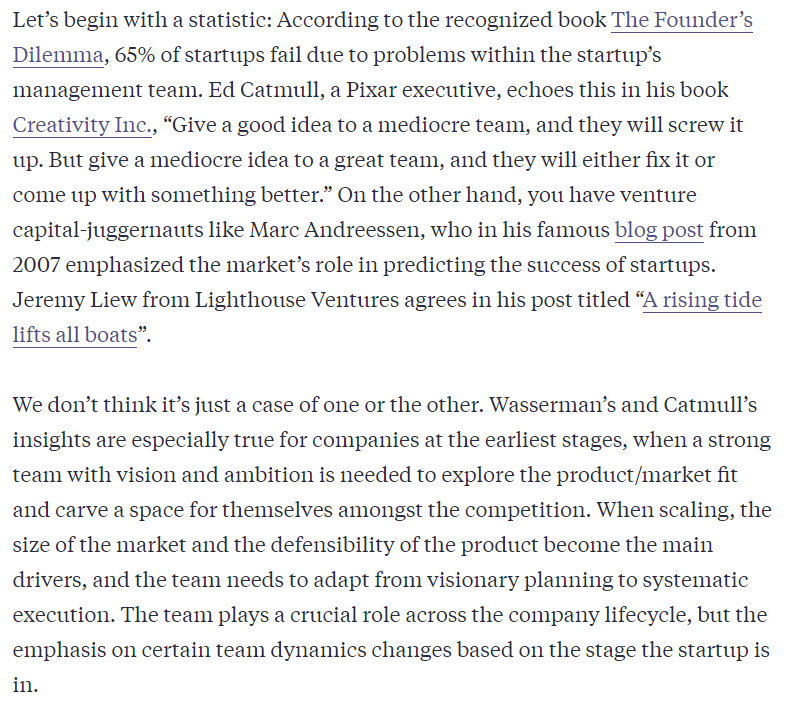 Let’s begin with a statistic: According to the recognized book The Founder’s
Dilemma, 65% of startups fail due to problems within the startup’s
management team. Ed Catmull, a Pixar executive, echoes this in his book
Creativity Inc., “Give a good idea to a mediocre team, and they will screw it
up. But give a mediocre idea to a great team, and they will either fix it or
come up with something better.” On the other hand, you have venture
capital-juggernauts like Marc Andreessen, who in his famous blog post from
2007 emphasized the market’s role in predicting the success of startups.
Jeremy Liew from Lighthouse Ventures agrees in his post titled “A rising tide
lifts all boats”.
We don’t think it’s just a case of one or the other. Wasserman’s and Catmull’s
insights are especially true for companies at the earliest stages, when a strong
team with vision and ambition is needed to explore the product/market fit
and carve a space for themselves amongst the competition. When scaling, the
size of the market and the defensibility of the product become the main
drivers, and the team needs to adapt from visionary planning to systematic
execution. The team plays a crucial role across the company lifecycle, but the
emphasis on certain team dynamics changes based on the stage the startup is
in.